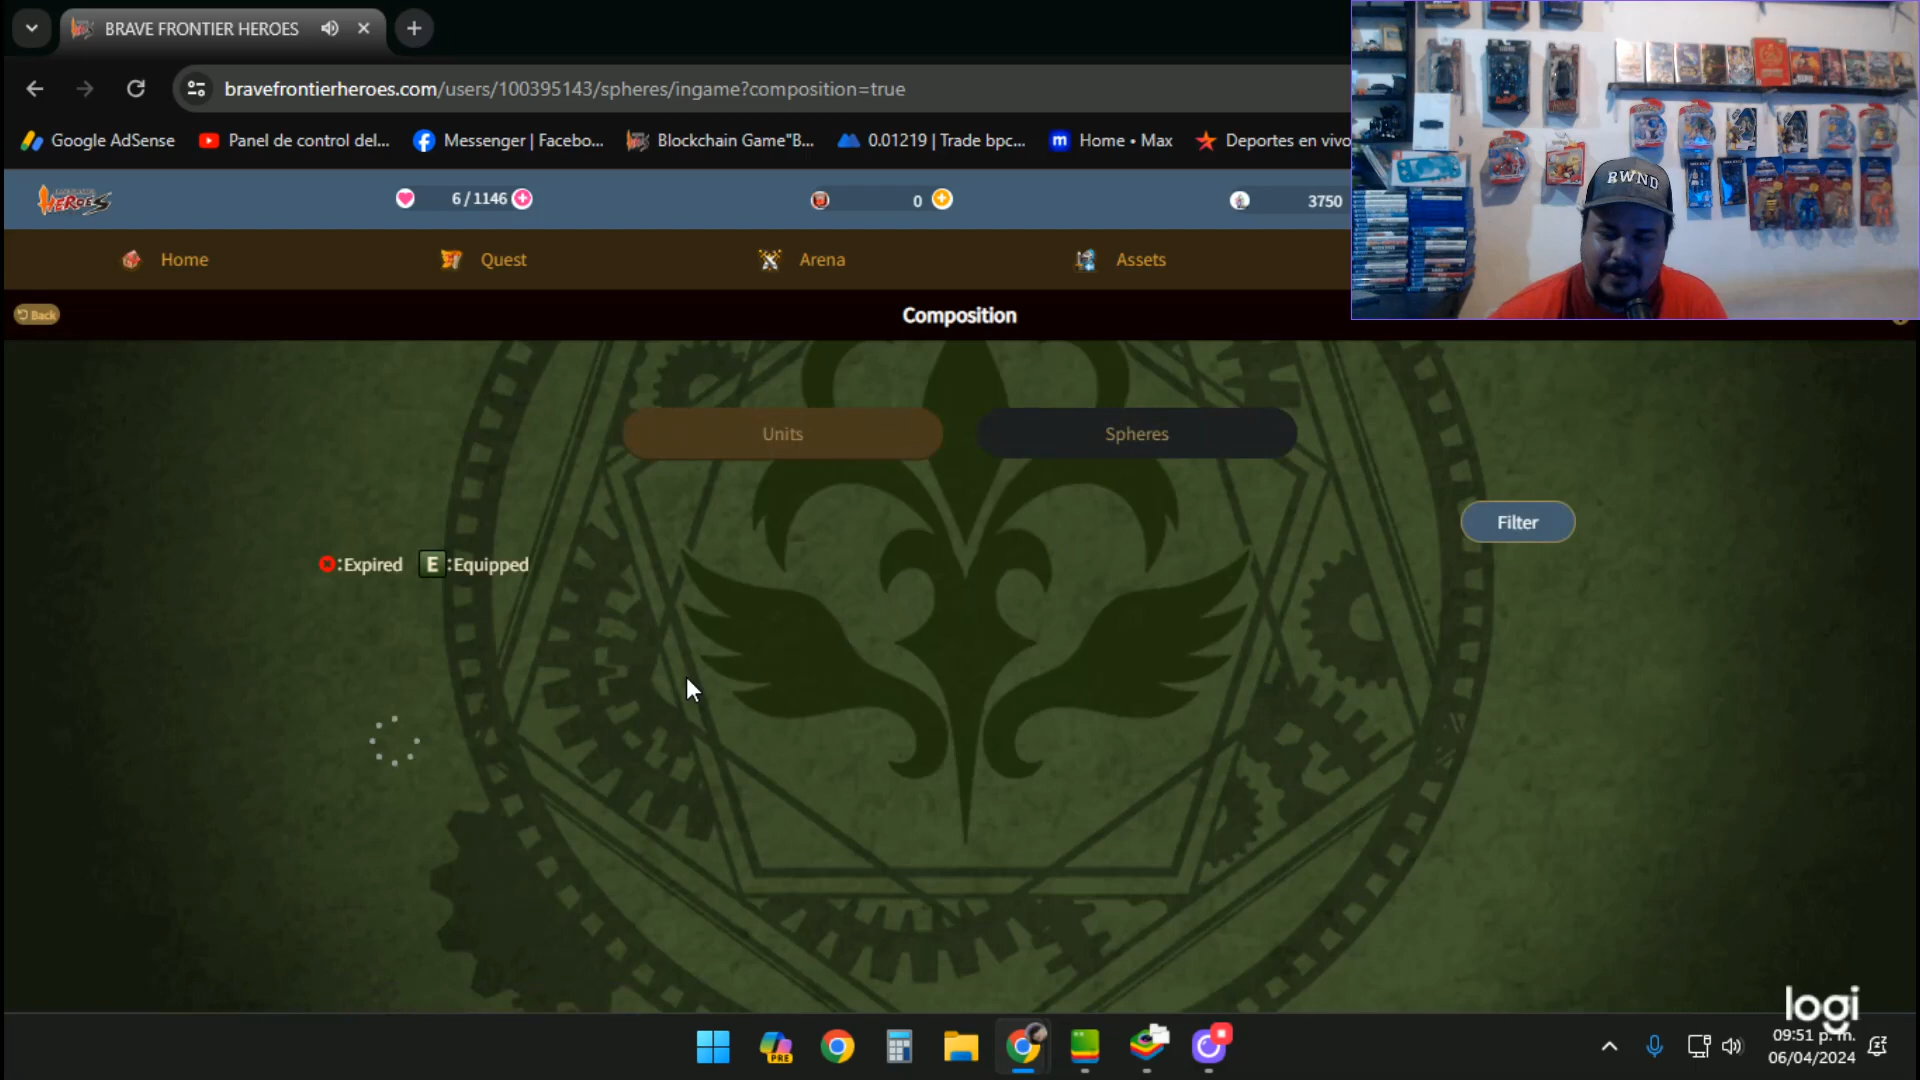 BRAVE FRONTIER HEROES
bravefrontierheroes.com/users/100395143/spheres/ingame?composition=true
Google AdSense
Panel de control del...
Messenger | Facebo...
Blockchain Game"B...
0.01219 | Trade bpc...
Home • Max
Deportes en vivo
HEROES
6 / 1146
0
3750
Home
Quest
Arena
Assets
Back
Composition
Units
Spheres
Filter
:Expired
E :Equipped
RWND
logi
PRE
09:51 p. m.
06/04/2024